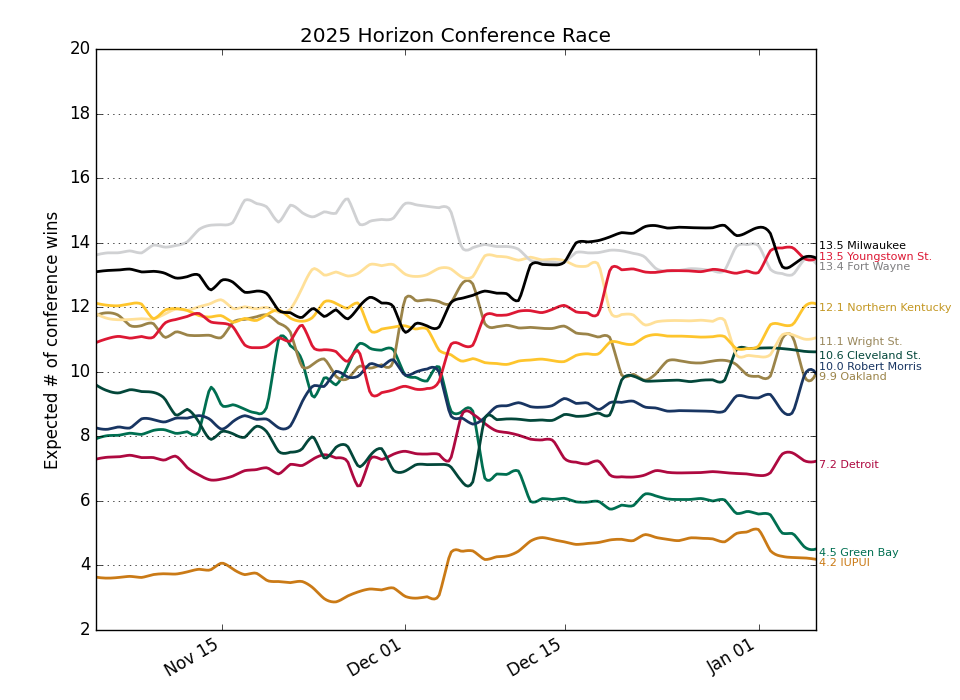 2025 Horizon Conference Race
Expected # of conference wins
20
18
16
14
12
10
8
6
4
2
Nov 15
Dec 01
Dec 15
Jan 01
13.5 Milwaukee
13.5 Youngstown St.
13.4 Fort Wayne
12.1 Northern Kentucky
11.1 Wright St.
10.6 Cleveland St.
10.0 Robert Morris
9.9 Oakland
7.2 Detroit
4.5 Green Bay
4.2 IUPUI